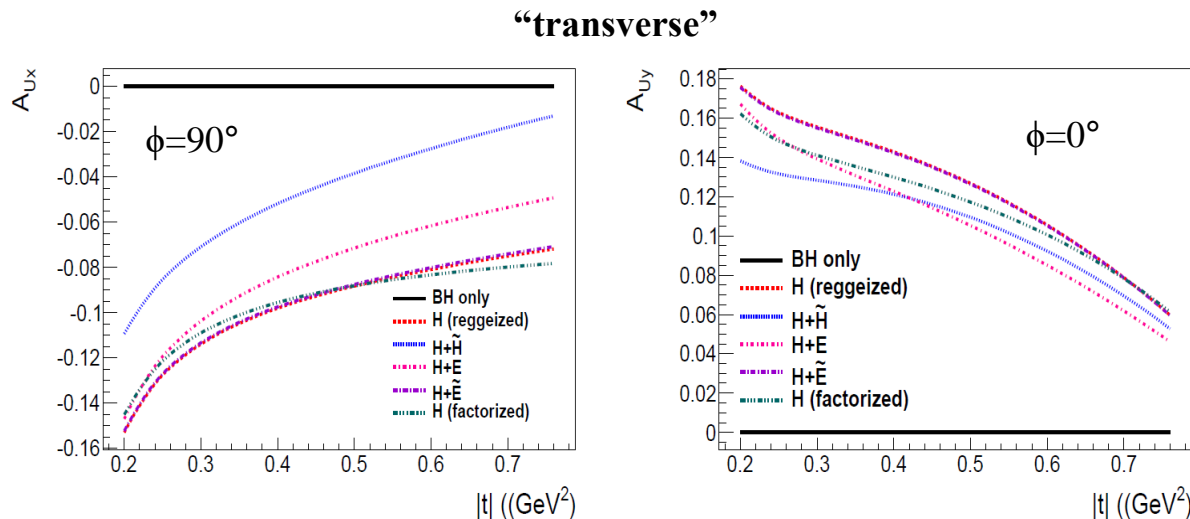 “transverse”
A_Ux
0
-0.02
-0.04
-0.06
-0.08
-0.1
-0.12
-0.14
-0.16
ϕ=90°
BH only
H (reggeized)
H+H̃
H+E
H+Ẽ
H (factorized)
0.2 0.3 0.4 0.5 0.6 0.7
|t| ((GeV²)
A_Uy
0.18
0.16
0.14
0.12
0.1
0.08
0.06
0.04
0.02
0
ϕ=0°
BH only
H (reggeized)
H+H̃
H+E
H+Ẽ
H (factorized)
0.2 0.3 0.4 0.5 0.6 0.7
|t| ((GeV²)